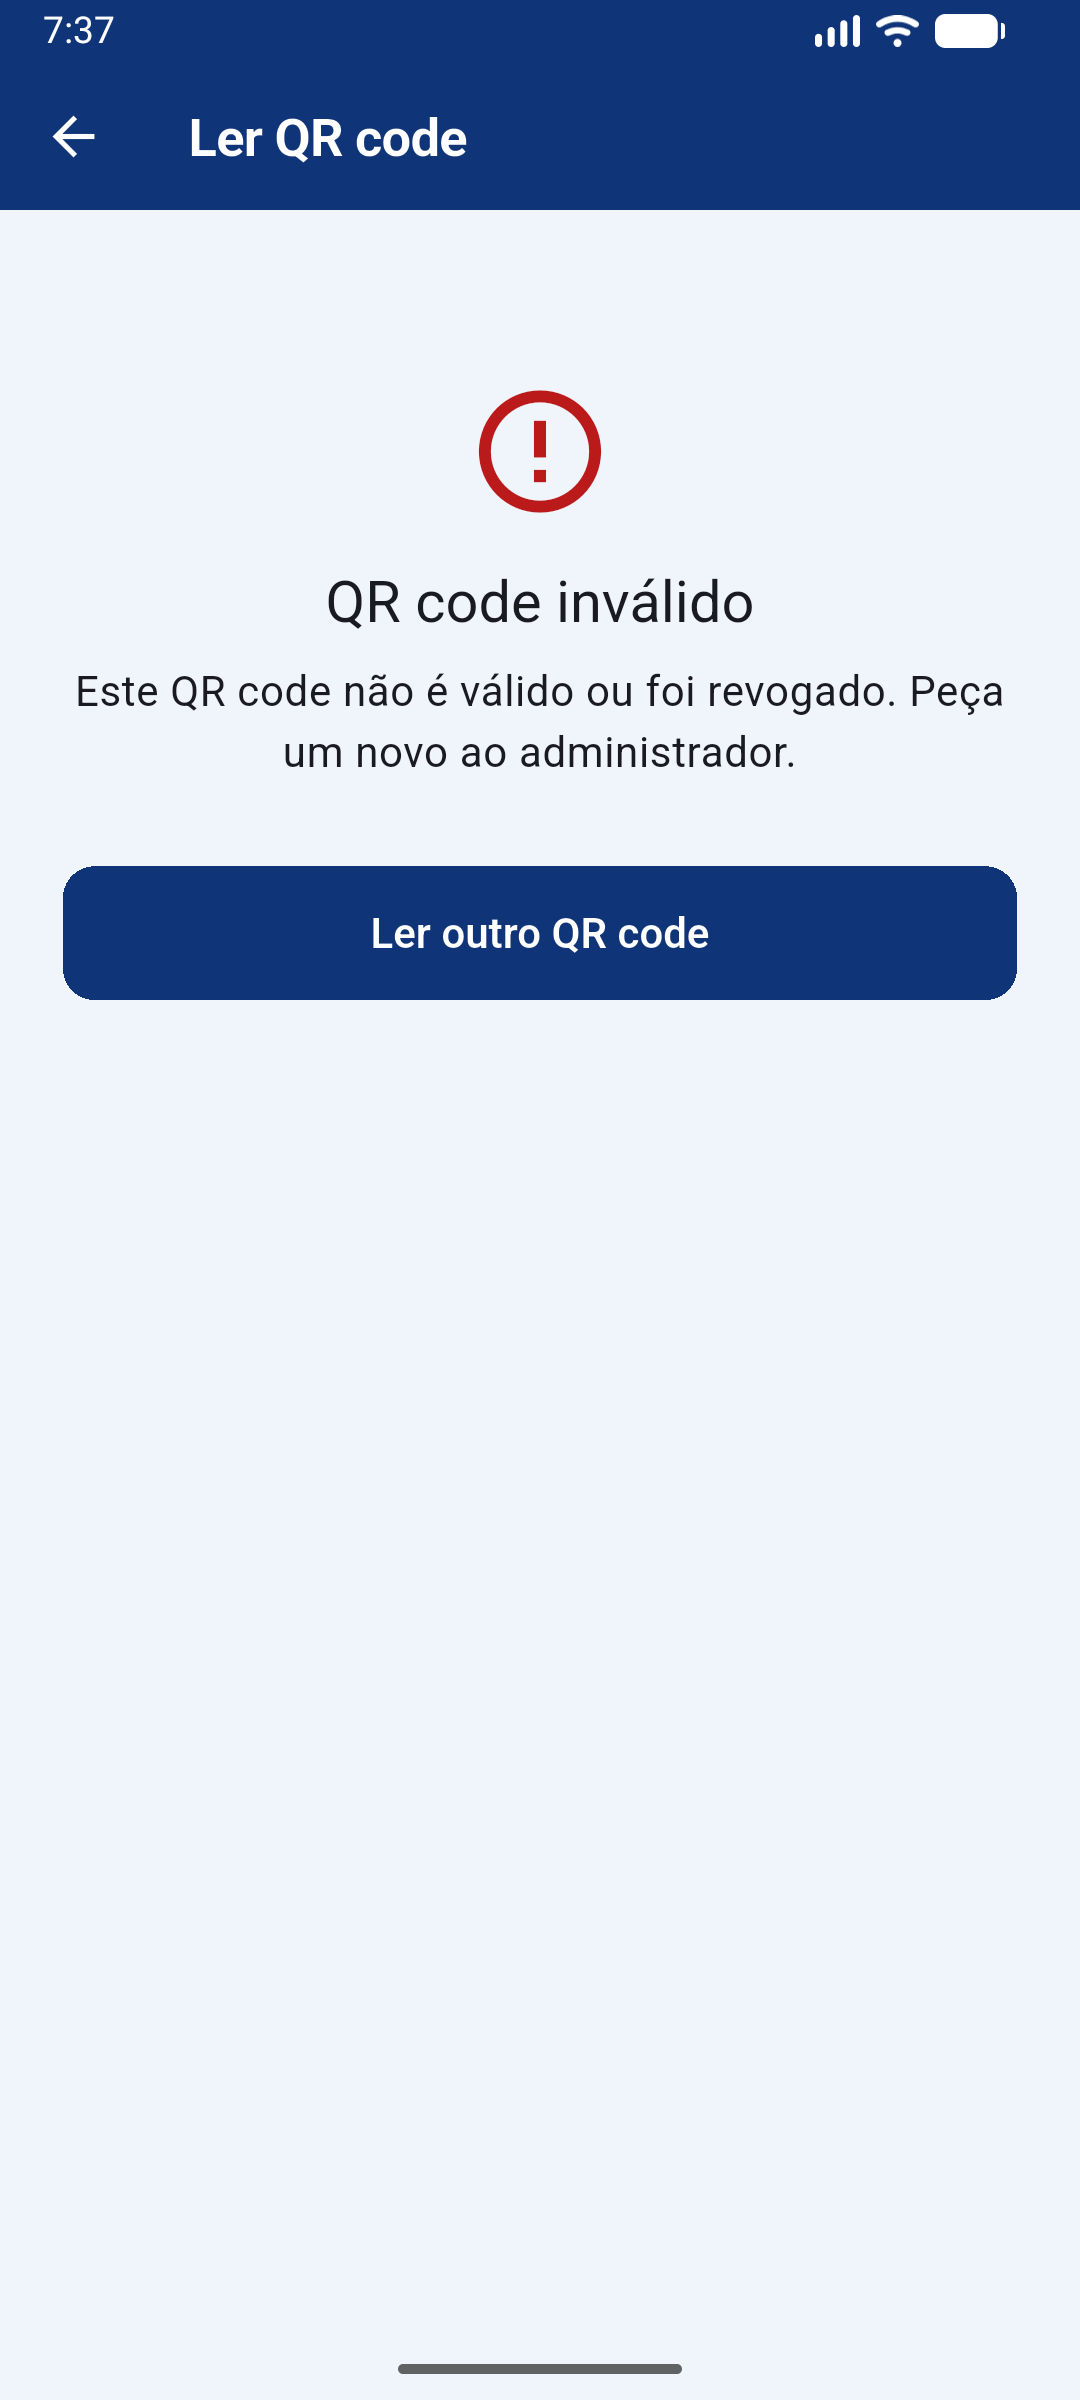 7:37
Ler QR code
QR code inválido
Este QR code não é válido ou foi revogado. Peça
um novo ao administrador.
Ler outro QR code